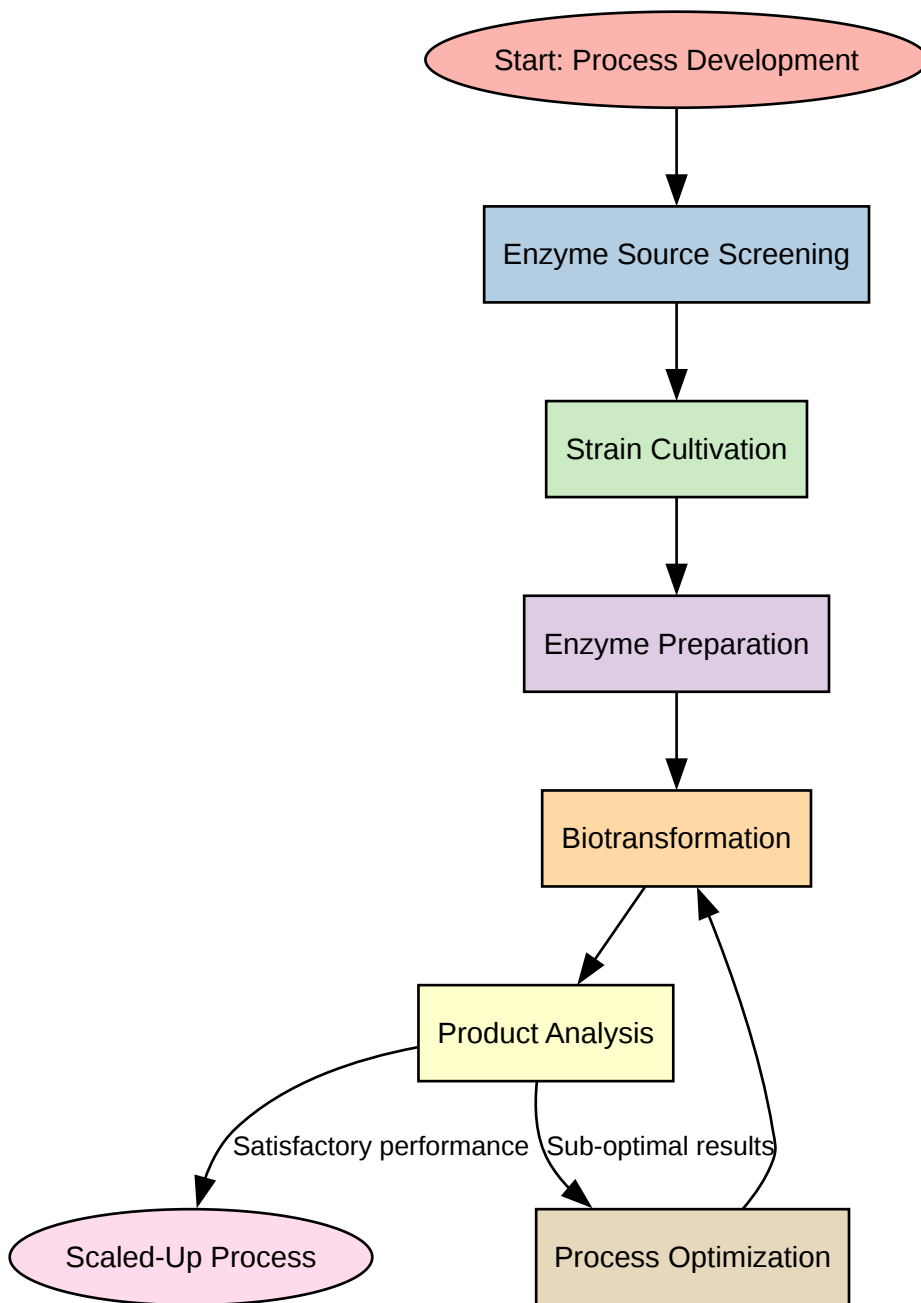 Start: Process Development
Enzyme Source Screening
Strain Cultivation
Enzyme Preparation
Biotransformation
Product Analysis
Satisfactory performance
Sub-optimal results
Scaled-Up Process
Process Optimization